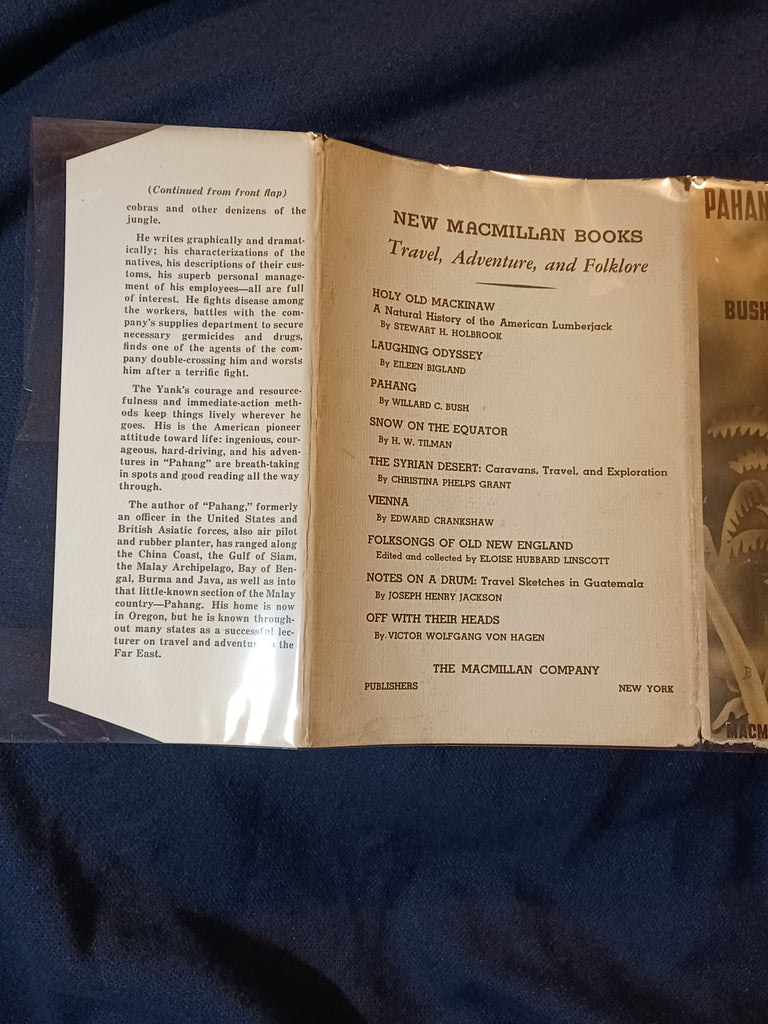 (Continued from front flap)
cobras and other denizens of the
jungle.
He writes graphically and dramat-
ically; his characterizations of the
natives, his descriptions of their cus-
toms, his superb personal manage-
ment of his employees—all are full
of interest. He fights disease among
the workers, battles with the com-
pany's supplies department to secure
necessary germicides and drugs,
finds one of the agents of the com-
pany double-crossing him and worsts
him after a terrific fight.
The Yank's courage and resource-
fulness and immediate-action meth-
ods keep things lively wherever he
goes. His is the American pioneer
attitude toward life: ingenious, cour-
ageous, hard-driving, and his adven-
tures in "Pahang" are breath-taking
in spots and good reading all the way
through.
The author of "Pahang," formerly
an officer in the United States and
British Asiatic forces, also air pilot
and rubber planter, has ranged along
the China Coast, the Gulf of Siam,
the Malay Archipelago, Bay of Ben-
gal, Burma and Java, as well as into
that little-known section of the Malay
country—Pahang. His home is now
in Oregon, but he is known through-
out many states as a successful lec-
turer on travel and adventure in the
Far East.
NEW MACMILLAN BOOKS
Travel, Adventure, and Folklore
HOLY OLD MACKINAW
A Natural History of the American Lumberjack
By STEWART H. HOLBROOK
LAUGHING ODYSSEY
By EILEEN BIGLAND
PAHANG
By WILLARD C. BUSH
SNOW ON THE EQUATOR
By H. W. TILMAN
THE SYRIAN DESERT: Caravans, Travel, and Exploration
By CHRISTINA PHELPS GRANT
VIENNA
By EDWARD CRANKSHAW
FOLKSONGS OF OLD NEW ENGLAND
Edited and collected by ELOISE HUBBARD LINSCOTT
NOTES ON A DRUM: Travel Sketches in Guatemala
By JOSEPH HENRY JACKSON
OFF WITH THEIR HEADS
By VICTOR WOLFGANG VON HAGEN
THE MACMILLAN COMPANY
PUBLISHERS NEW YORK
PAHAN
BUSH
MACM